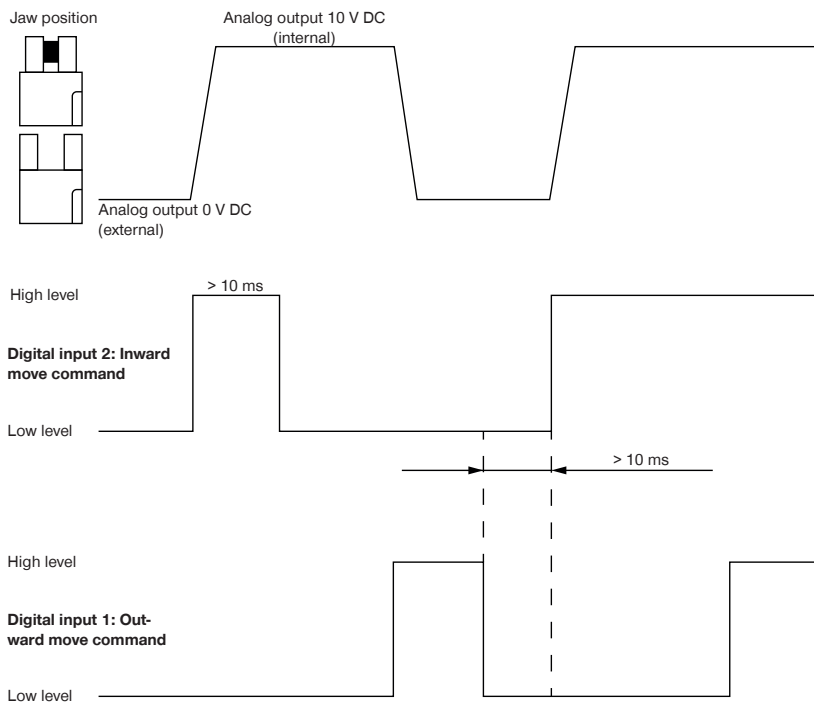 Jaw position
Analog output 10 V DC
(internal)
Analog output 0 V DC
(external)
High level
> 10 ms
Digital input 2: Inward
move command
Low level
> 10 ms
High level
Digital input 1: Out-
ward move command
Low level